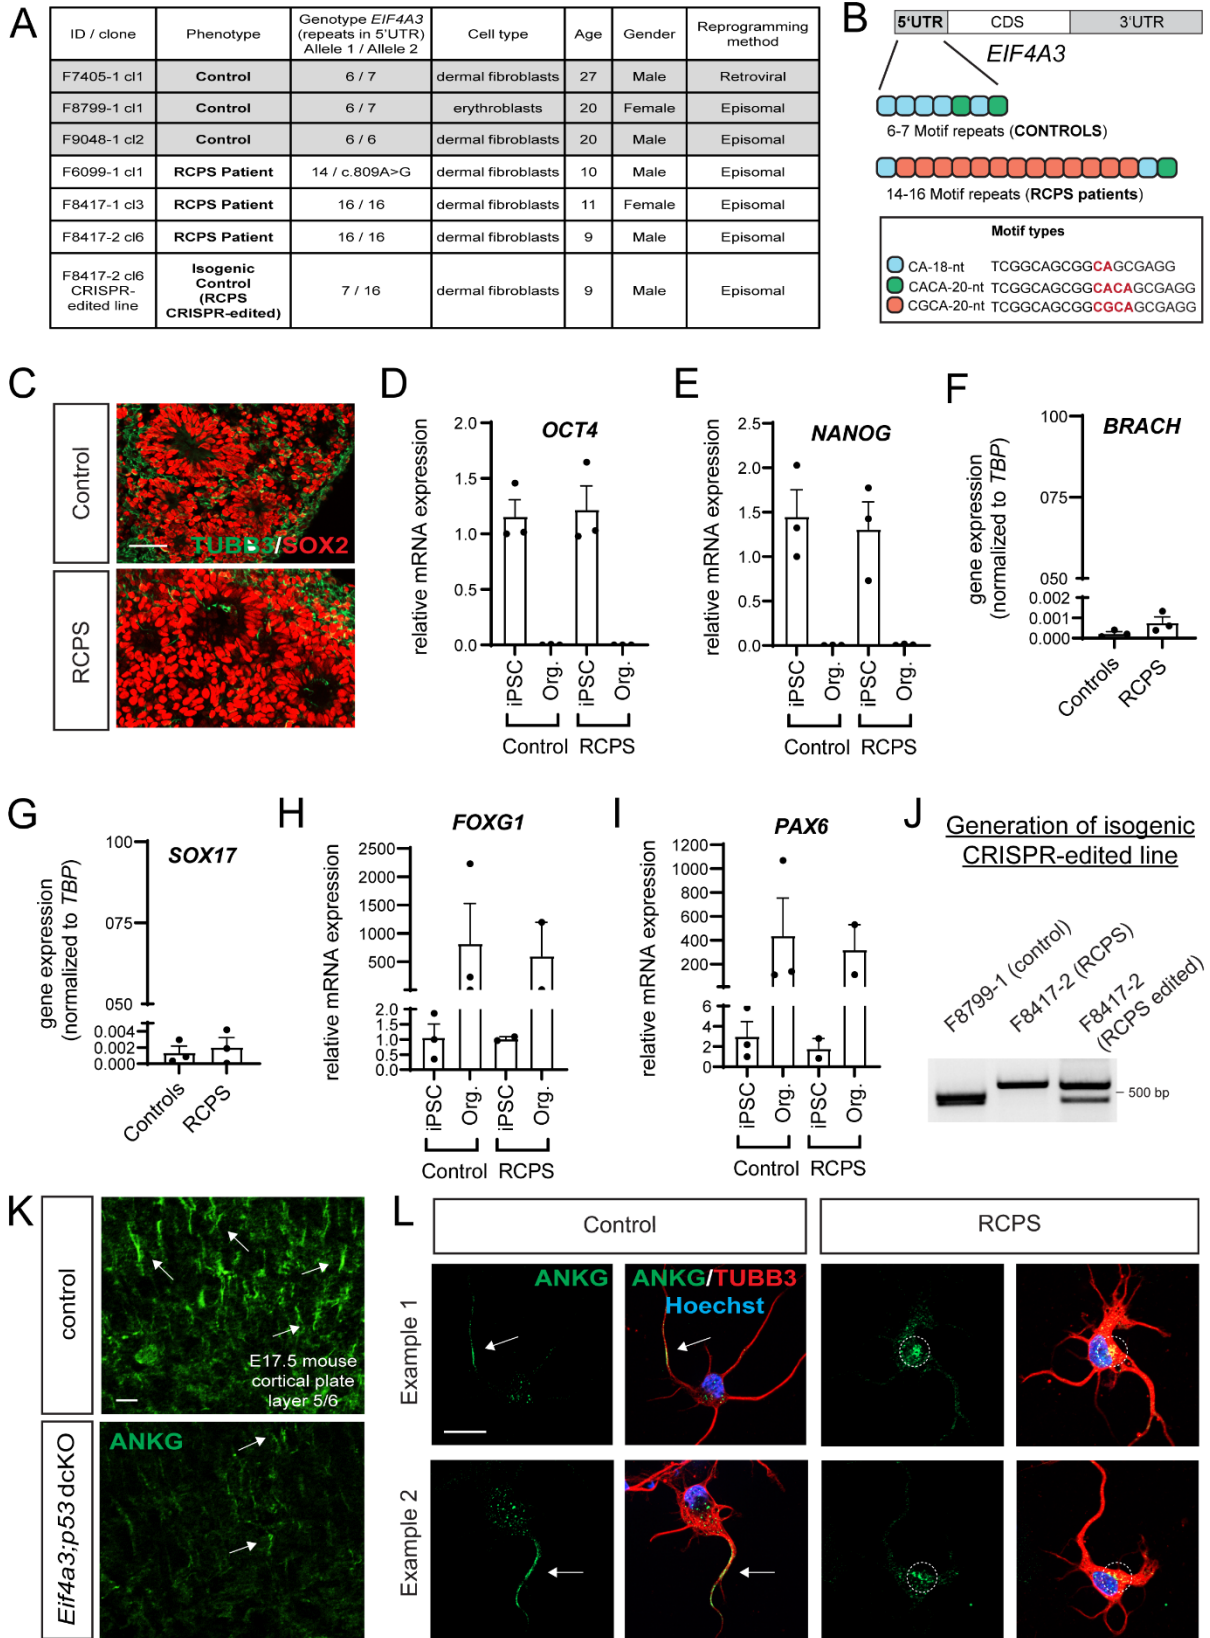 A
ID / clone
Phenotype
Genotype EIF4A3
(repeats in 5'UTR)
Allele 1 / Allele 2
Cell type
Age
Gender
Reprogramming
method
F7405-1 cl1
Control
6 / 7
dermal fibroblasts
27
Male
Retroviral
F8799-1 cl1
Control
6 / 7
erythroblasts
20
Female
Episomal
F9048-1 cl2
Control
6 / 6
dermal fibroblasts
20
Male
Episomal
F6099-1 cl1
RCPS Patient
14 / c.809A>G
dermal fibroblasts
10
Male
Episomal
F8417-1 cl3
RCPS Patient
16 / 16
dermal fibroblasts
11
Female
Episomal
F8417-2 cl6
RCPS Patient
16 / 16
dermal fibroblasts
9
Male
Episomal
F8417-2 cl6
CRISPR-
edited line
Isogenic
Control
(RCPS
CRISPR-edited)
7 / 16
dermal fibroblasts
9
Male
Episomal
B
5'UTR
CDS
3'UTR
EIF4A3
6-7 Motif repeats (CONTROLS)
14-16 Motif repeats (RCPS patients)
Motif types
CA-18-nt TCGGCAGCGGCAGCGAGG
CACA-20-nt TCGGCAGCGGCACAGCGAGG
CGCA-20-nt TCGGCAGCGGCGCAGCGAGG
C
Control
TUBB3/SOX2
RCPS
D
OCT4
relative mRNA expression
2.0
1.5
1.0
0.5
0.0
iPSC
Org.
iPSC
Org.
Control
RCPS
E
NANOG
relative mRNA expression
2.5
2.0
1.5
1.0
0.5
0.0
iPSC
Org.
iPSC
Org.
Control
RCPS
F
BRACH
gene expression
(normalized to TBP)
100
075
050
0.002
0.001
0.000
Controls
RCPS
G
SOX17
gene expression
(normalized to TBP)
100
075
050
0.004
0.002
0.000
Controls
RCPS
H
FOXG1
relative mRNA expression
2500
2000
1500
1000
500
2.0
1.5
1.0
0.5
0.0
iPSC
Org.
iPSC
Org.
Control
RCPS
I
PAX6
relative mRNA expression
1200
1000
800
600
400
200
6
4
2
0
iPSC
Org.
iPSC
Org.
Control
RCPS
J
Generation of isogenic
CRISPR-edited line
F8799-1 (control)
F8417-2 (RCPS)
F8417-2
(RCPS edited)
500 bp
K
control
E17.5 mouse
cortical plate
layer 5/6
Eif4a3;p53 dcKO
ANKG
L
Control
RCPS
Example 1
ANKG
ANKG/TUBB3
Hoechst
Example 2